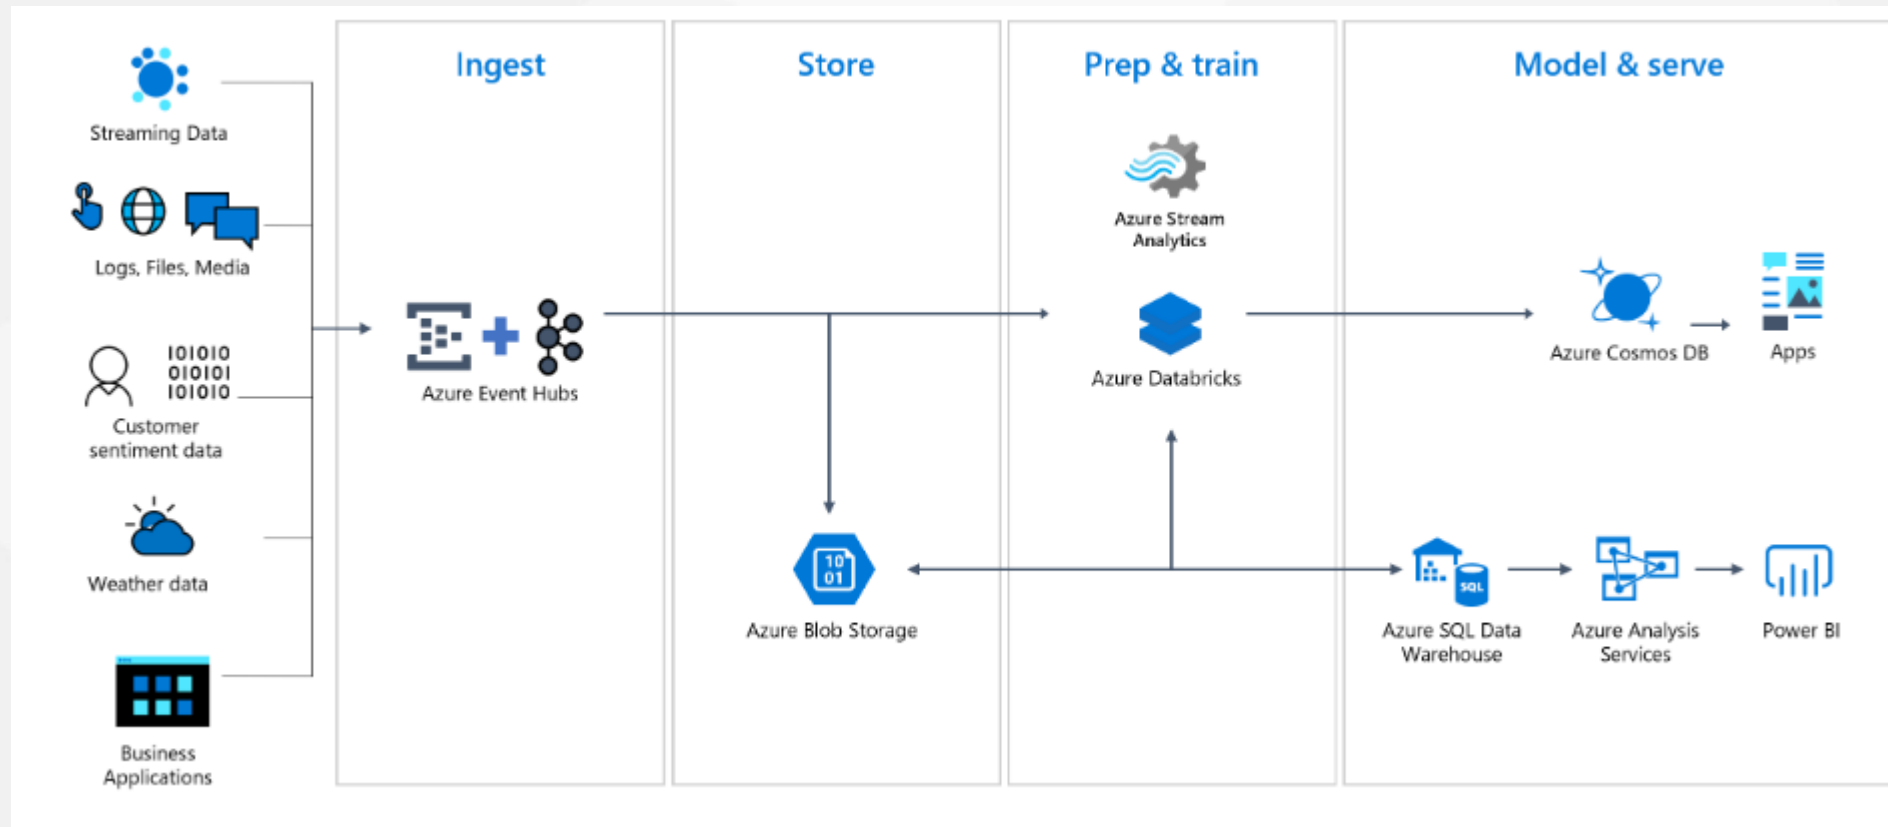 Ingest
Store
Prep & train
Model & serve
Streaming Data
Logs, Files, Media
101010
010101
101010
Customer
sentiment data
Weather data
Business
Applications
Azure Event Hubs
10
01
Azure Blob Storage
Azure Stream
Analytics
Azure Databricks
Azure Cosmos DB
Apps
SQL
Azure SQL Data
Warehouse
Azure Analysis
Services
Power BI